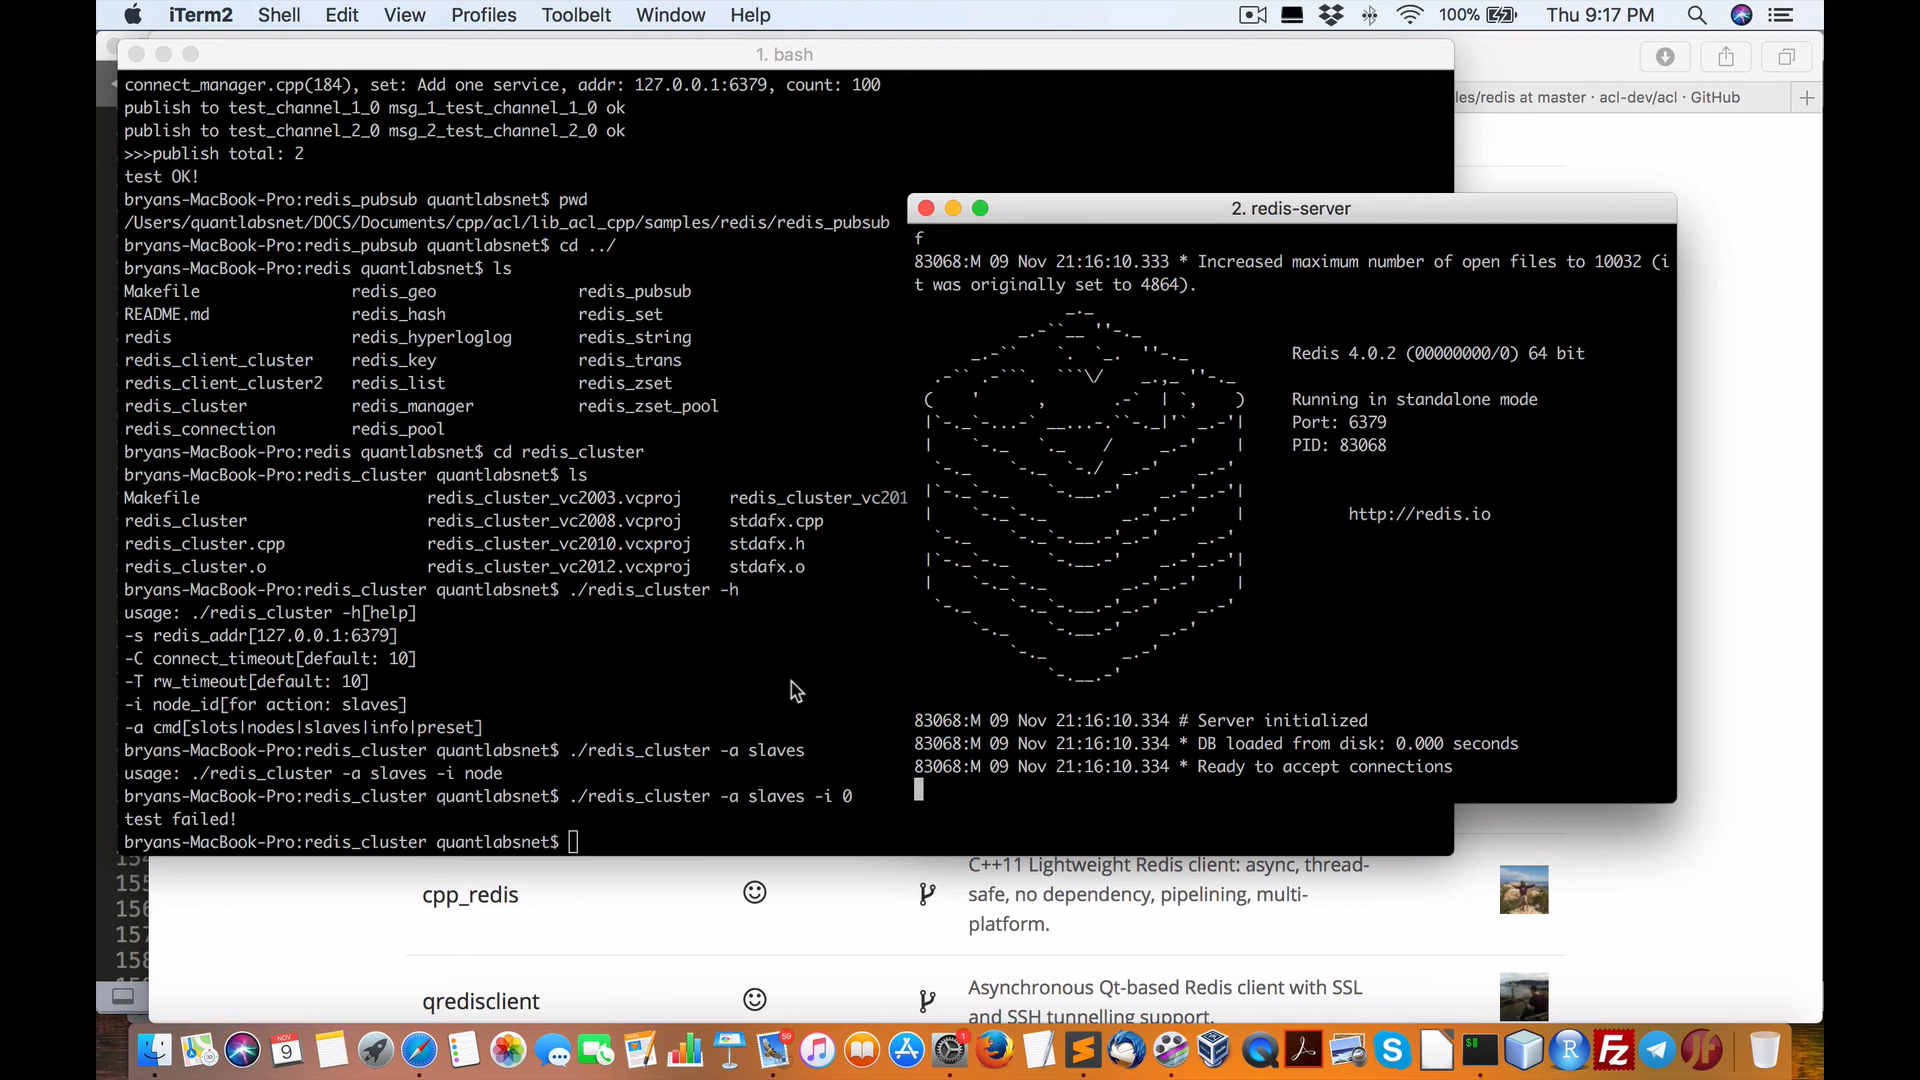 iTerm2 Shell Edit View Profiles Toolbelt Window Help 100% Thu 9:17 PM
1. bash
connect_manager.cpp(184), set: Add one service, addr: 127.0.0.1:6379, count: 100
publish to test_channel_1_0 msg_1_test_channel_1_0 ok
publish to test_channel_2_0 msg_2_test_channel_2_0 ok
>>>publish total: 2
test OK!
bryans-MacBook-Pro:redis_pubsub quantlabsnet$ pwd
/Users/quantlabsnet/DOCS/Documents/cpp/acl/lib_acl_cpp/samples/redis/redis_pubsub
bryans-MacBook-Pro:redis_pubsub quantlabsnet$ cd ../
bryans-MacBook-Pro:redis quantlabsnet$ ls
Makefile redis_geo redis_pubsub
README.md redis_hash redis_set
redis redis_hyperloglog redis_string
redis_client_cluster redis_key redis_trans
redis_client_cluster2 redis_list redis_zset
redis_cluster redis_manager redis_zset_pool
redis_connection redis_pool
bryans-MacBook-Pro:redis quantlabsnet$ cd redis_cluster
bryans-MacBook-Pro:redis_cluster quantlabsnet$ ls
Makefile redis_cluster_vc2003.vcproj redis_cluster_vc201
redis_cluster redis_cluster_vc2008.vcproj stdafx.cpp
redis_cluster.cpp redis_cluster_vc2010.vcxproj stdafx.h
redis_cluster.o redis_cluster_vc2012.vcxproj stdafx.o
bryans-MacBook-Pro:redis_cluster quantlabsnet$ ./redis_cluster -h
usage: ./redis_cluster -h[help]
-s redis_addr[127.0.0.1:6379]
-C connect_timeout[default: 10]
-T rw_timeout[default: 10]
-i node_id[for action: slaves]
-a cmd[slots|nodes|slaves|info|preset]
bryans-MacBook-Pro:redis_cluster quantlabsnet$ ./redis_cluster -a slaves
usage: ./redis_cluster -a slaves -i node
bryans-MacBook-Pro:redis_cluster quantlabsnet$ ./redis_cluster -a slaves -i 0
test failed!
bryans-MacBook-Pro:redis_cluster quantlabsnet$
les/redis at master · acl-dev/acl · GitHub
2. redis-server
f
83068:M 09 Nov 21:16:10.333 * Increased maximum number of open files to 10032 (i
t was originally set to 4864).
Redis 4.0.2 (00000000/0) 64 bit
Running in standalone mode
Port: 6379
PID: 83068
http://redis.io
83068:M 09 Nov 21:16:10.334 # Server initialized
83068:M 09 Nov 21:16:10.334 * DB loaded from disk: 0.000 seconds
83068:M 09 Nov 21:16:10.334 * Ready to accept connections
155
156
157
158
cpp_redis
C++11 Lightweight Redis client: async, thread-
safe, no dependency, pipelining, multi-
platform.
qredisclient
Asynchronous Qt-based Redis client with SSL
and SSH tunnelling support.
NOV
9
59
1